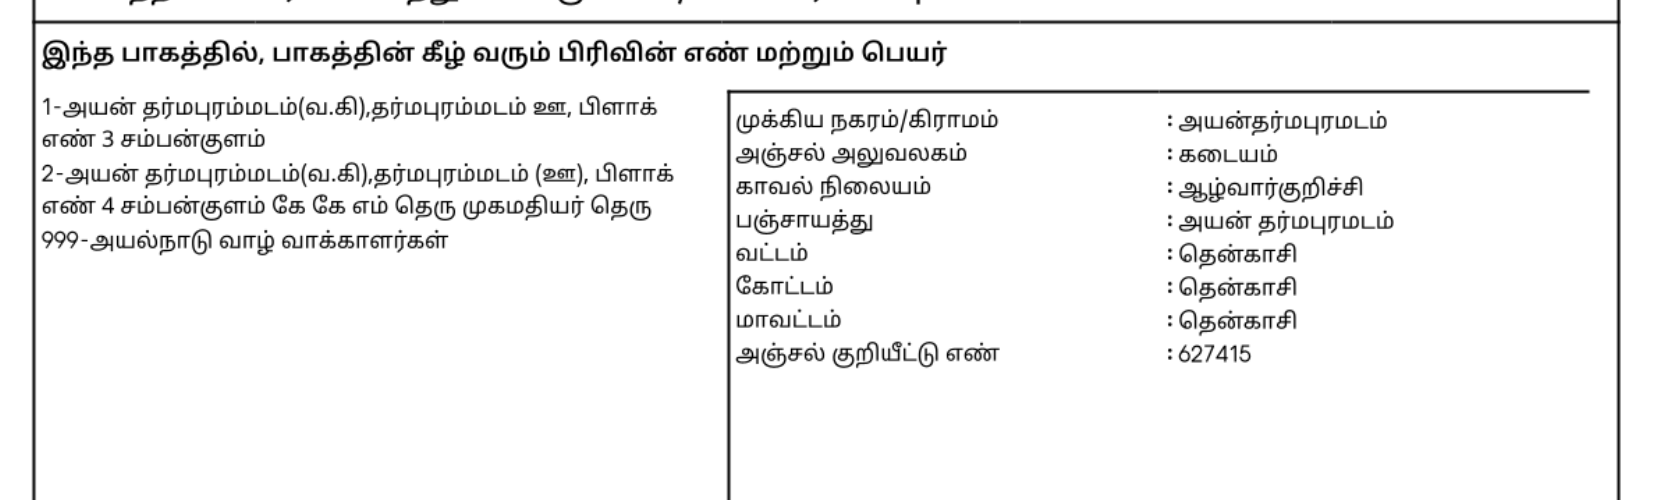 இந்த பாகத்தில், பாகத்தின் கீழ் வரும் பிரிவின் எண் மற்றும் பெயர்
1-அயன் தர்மபுரம்மடம்(வ.கி),தர்மபுரம்மடம் ஊ, பிளாக்
எண் 3 சம்பன்குளம்
2-அயன் தர்மபுரம்மடம்(வ.கி),தர்மபுரம்மடம் (ஊ), பிளாக்
எண் 4 சம்பன்குளம் கே கே எம் தெரு முகமதியர் தெரு
999-அயல்நாடு வாழ் வாக்காளர்கள்
முக்கிய நகரம்/கிராமம் : அயன்தர்மபுரமடம்
அஞ்சல் அலுவலகம் : கடையம்
காவல் நிலையம் : ஆழ்வார்குறிச்சி
பஞ்சாயத்து : அயன் தர்மபுரமடம்
வட்டம் : தென்காசி
கோட்டம் : தென்காசி
மாவட்டம் : தென்காசி
அஞ்சல் குறியீட்டு எண் : 627415